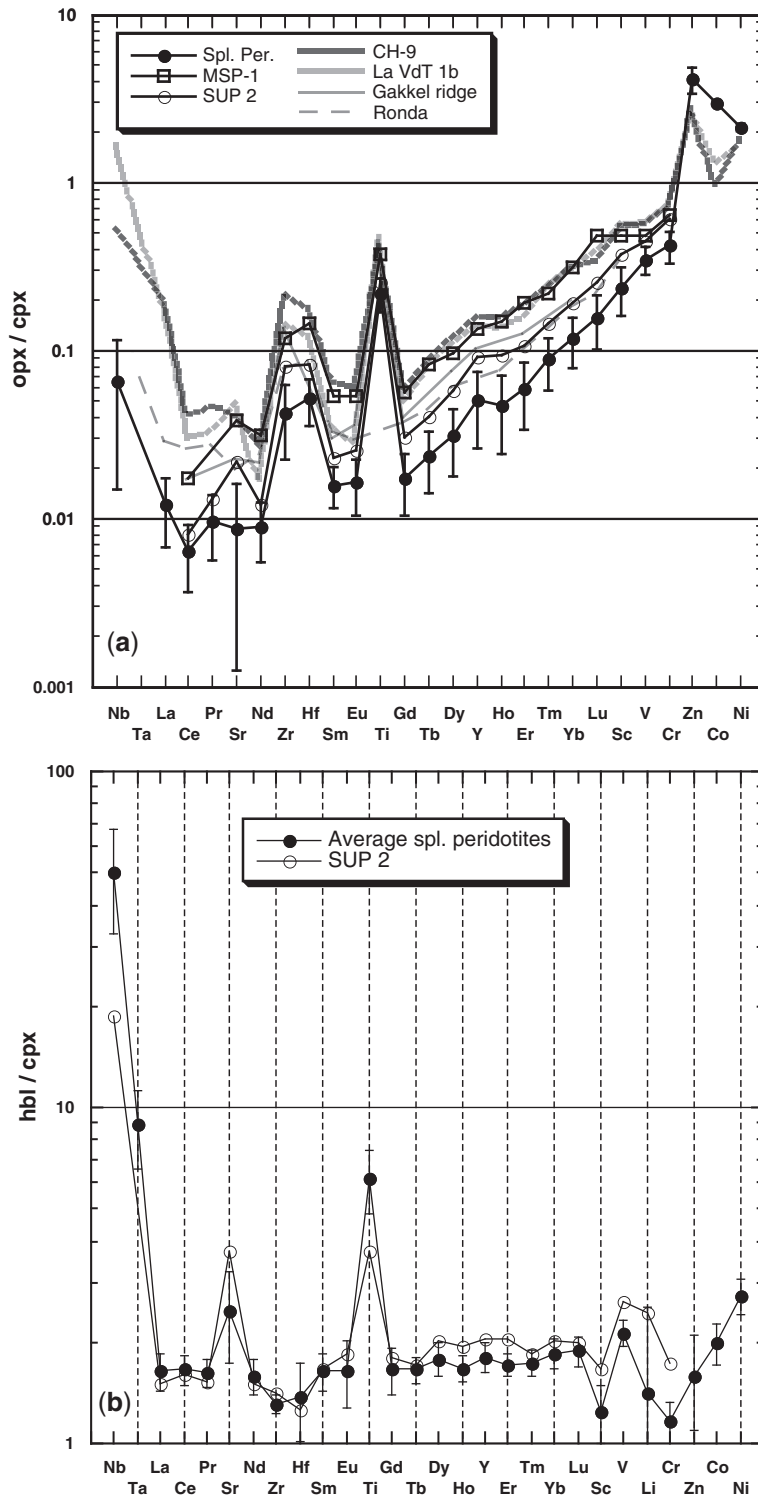 10
1
0.1
0.01
0.001
opx / cpx
Spl. Per.
MSP-1
SUP 2
CH-9
La VdT 1b
Gakkel ridge
Ronda
(a)
Nb La Pr Nd Hf Eu Gd Dy Ho Tm Lu V Zn Ni
Ta Ce Sr Zr Sm Ti Tb Y Er Yb Sc Cr Co
100
10
1
hbl / cpx
Average spl. peridotites
SUP 2
(b)
Nb La Pr Nd Hf Eu Gd Dy Y Tm Lu V Cr Co
Ta Ce Sr Zr Sm Ti Tb Ho Er Yb Sc Li Zn Ni